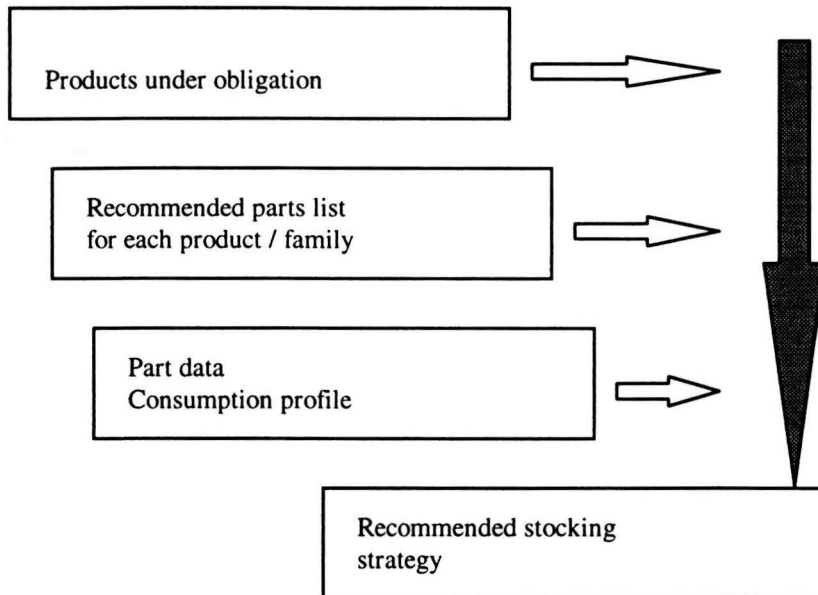 Products under obligation
Recommended parts list
for each product / family
Part data
Consumption profile
Recommended stocking
strategy